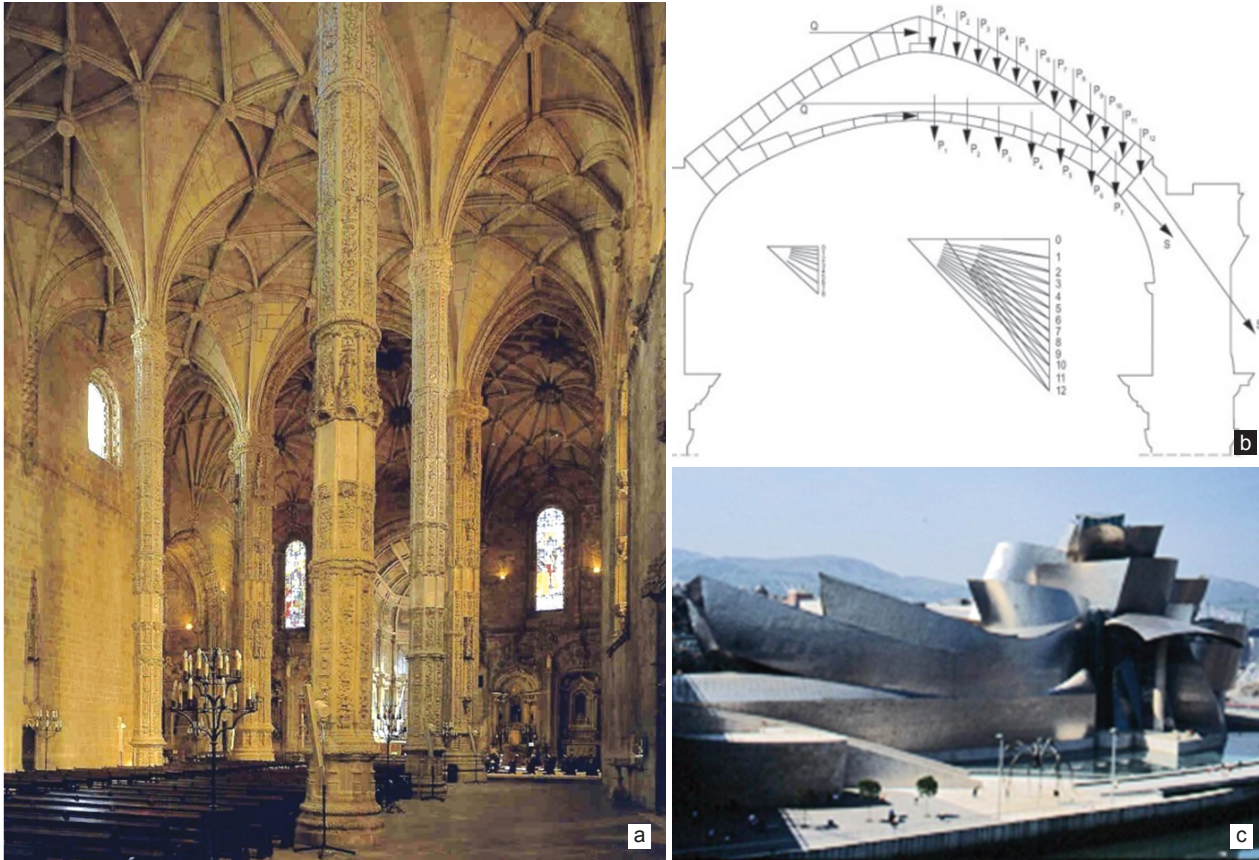 Q
P₁
P₂
P₃
P₄
P₅
P₆
P₇
P₈
P₉
P₁₀
P₁₁
P₁₂
Q
P₁
P₂
P₃
P₄
P₅
P₆
P₇
S
0
1
2
3
4
5
6
7
8
9
10
11
12
b
a
c